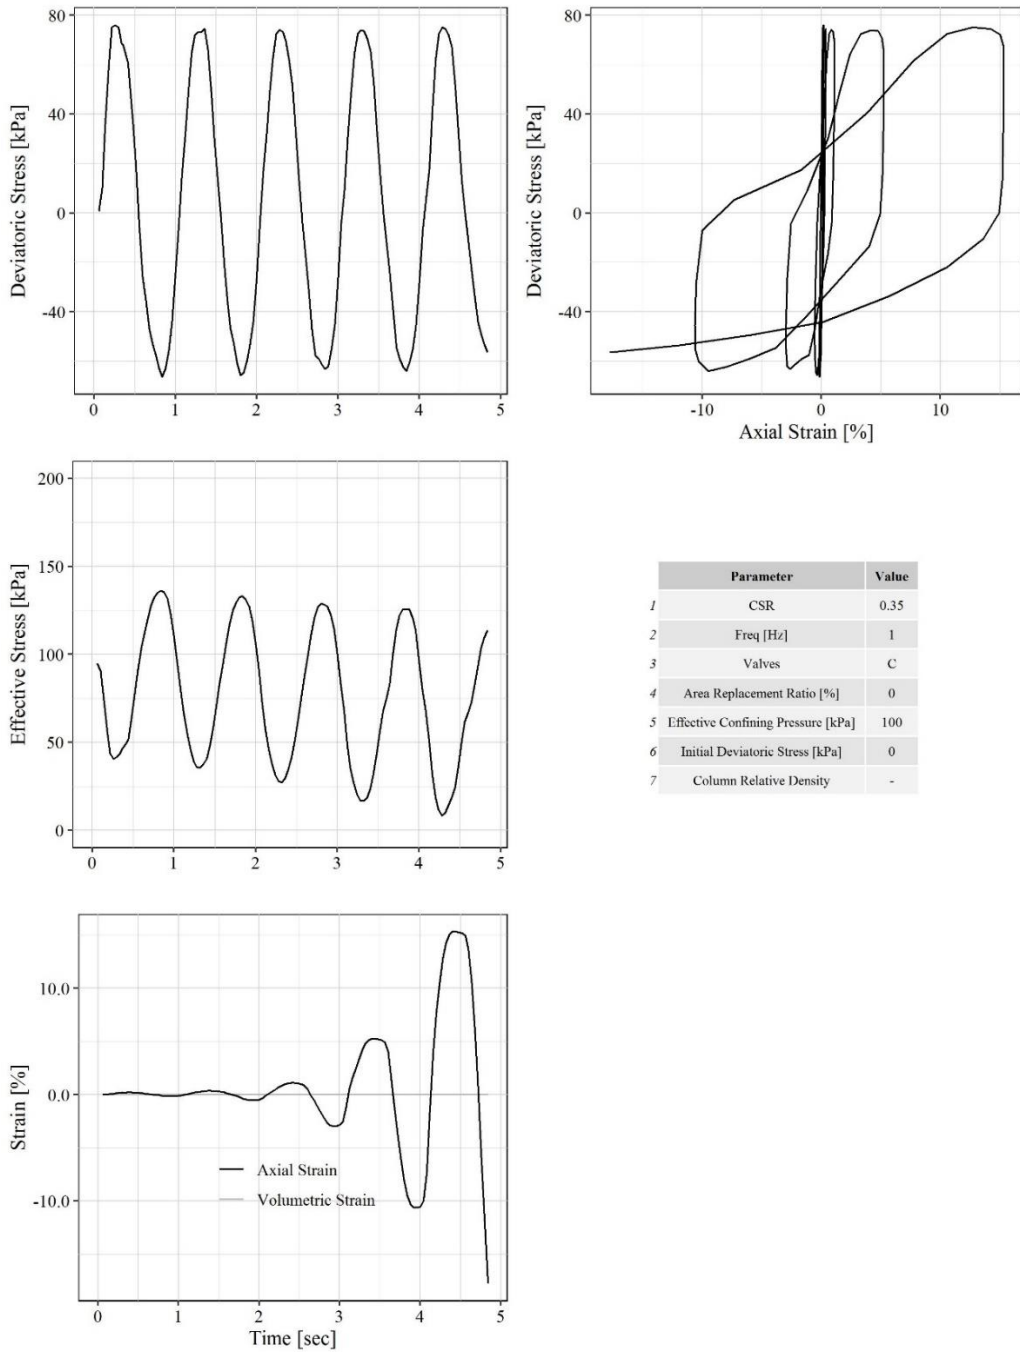 Deviatoric Stress [kPa]
80
40
0
-40
0 1 2 3 4 5
Deviatoric Stress [kPa]
80
40
0
-40
-10 0 10
Axial Strain [%]
Effective Stress [kPa]
200
150
100
50
0
0 1 2 3 4 5
Parameter Value
1 CSR 0.35
2 Freq [Hz] 1
3 Valves C
4 Area Replacement Ratio [%] 0
5 Effective Confining Pressure [kPa] 100
6 Initial Deviatoric Stress [kPa] 0
7 Column Relative Density -
Strain [%]
10.0
0.0
-10.0
Axial Strain
Volumetric Strain
0 1 2 3 4 5
Time [sec]